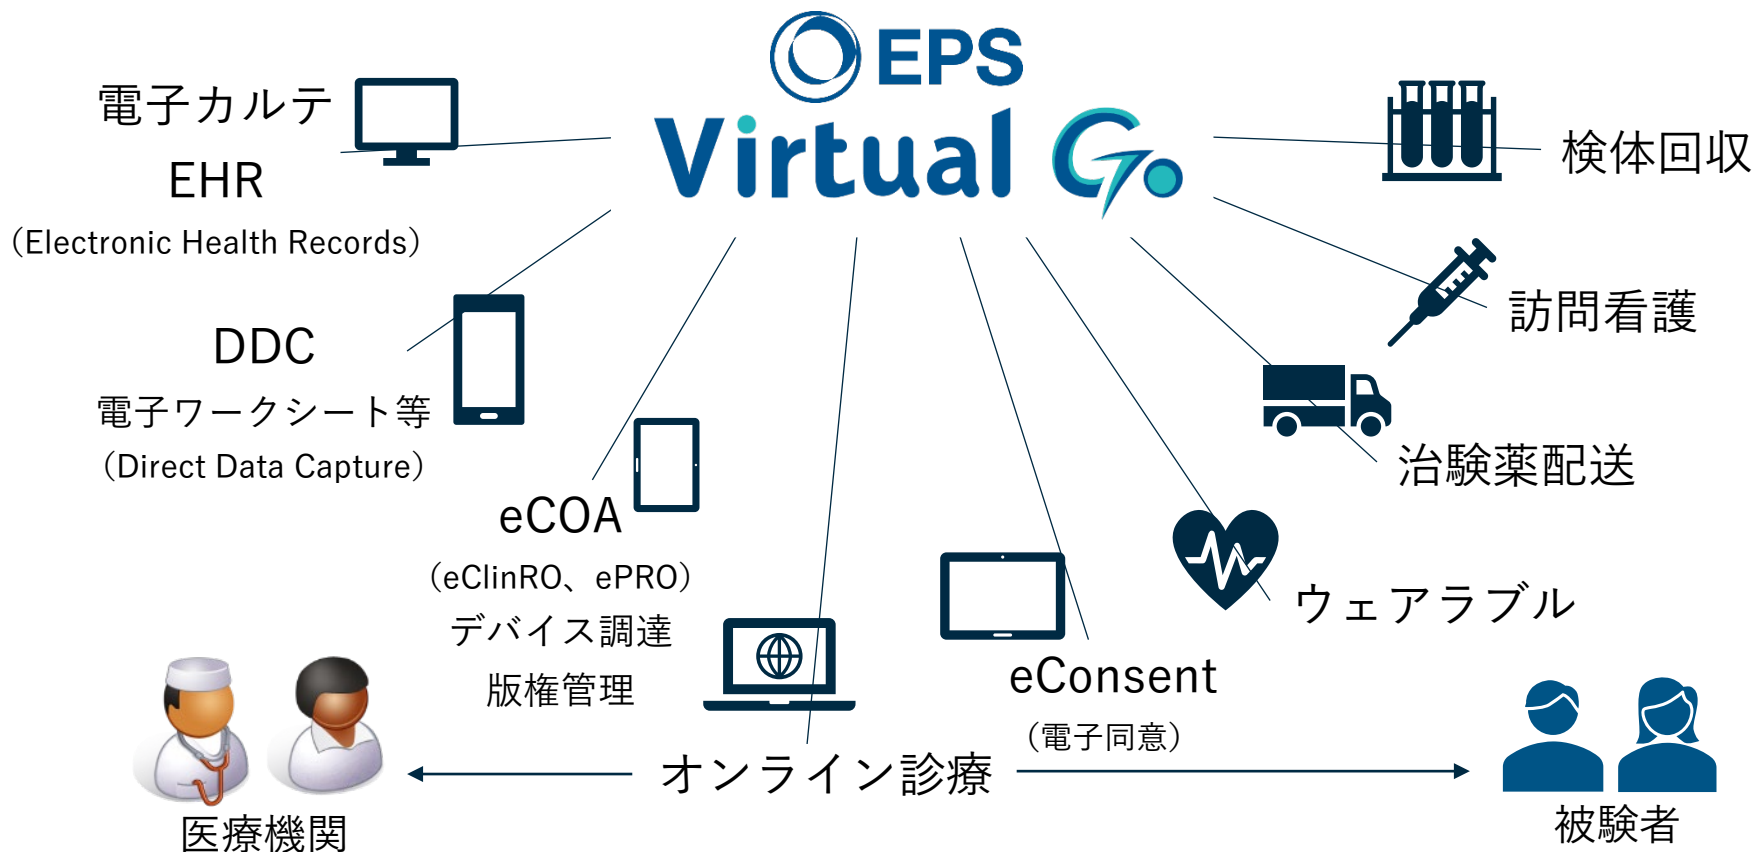 EPS
Virtual Go
電子カルテ
EHR
（Electronic Health Records）
DDC
電子ワークシート等
（Direct Data Capture）
eCOA
（eClinRO、ePRO）
デバイス調達
版権管理
オンライン診療
eConsent
（電子同意）
ウェアラブル
治験薬配送
訪問看護
検体回収
医療機関
被験者